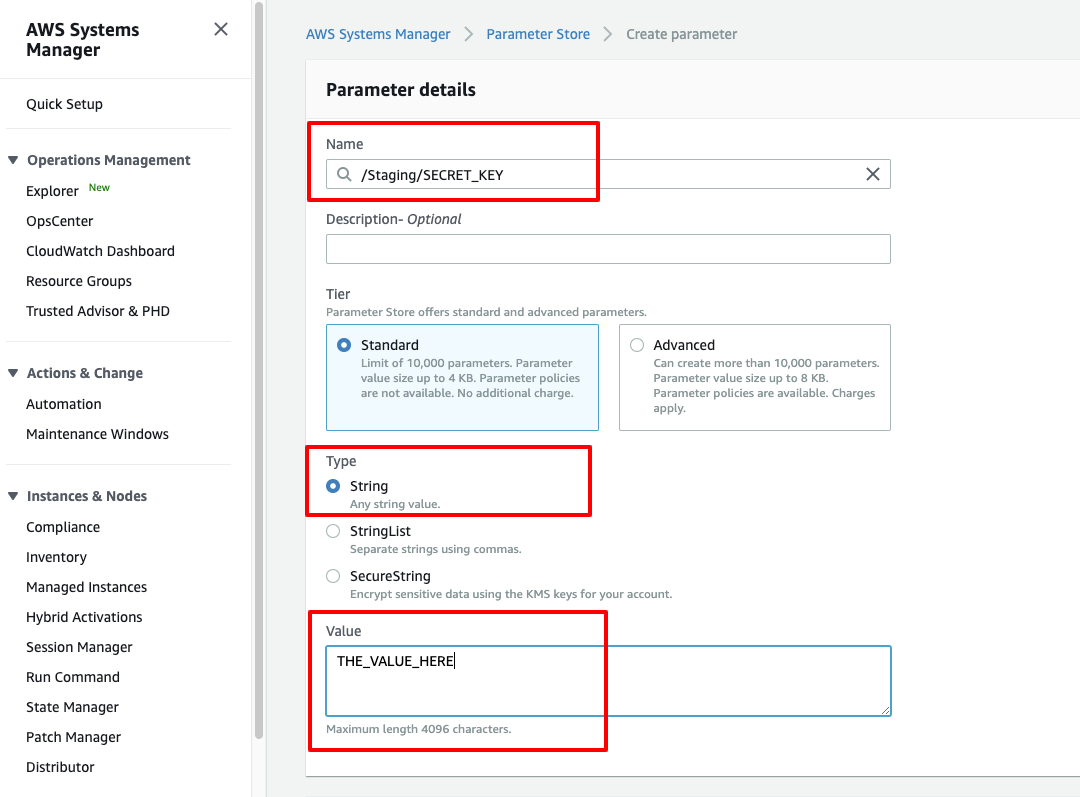 AWS Systems
Manager
Quick Setup
Operations Management
Explorer New
OpsCenter
CloudWatch Dashboard
Resource Groups
Trusted Advisor & PHD
Actions & Change
Automation
Maintenance Windows
Instances & Nodes
Compliance
Inventory
Managed Instances
Hybrid Activations
Session Manager
Run Command
State Manager
Patch Manager
Distributor
AWS Systems Manager > Parameter Store > Create parameter
Parameter details
Name
/Staging/SECRET_KEY
Description- Optional
Tier
Parameter Store offers standard and advanced parameters.
Standard
Limit of 10,000 parameters. Parameter
value size up to 4 KB. Parameter policies
are not available. No additional charge.
Advanced
Can create more than 10,000 parameters.
Parameter value size up to 8 KB.
Parameter policies are available. Charges
apply.
Type
String
Any string value.
StringList
Separate strings using commas.
SecureString
Encrypt sensitive data using the KMS keys for your account.
Value
THE_VALUE_HERE
Maximum length 4096 characters.